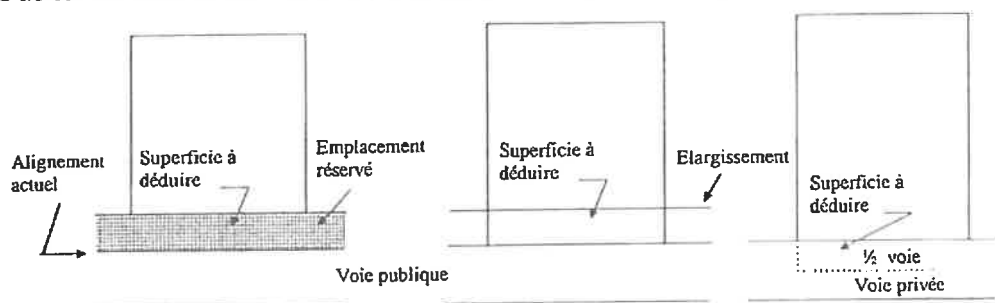 Alignement
actuel
Superficie à
déduire
Emplacement
réservé
Superficie à
déduire
Elargissement
Superficie à
déduire
½ voie
Voie publique
Voie privée